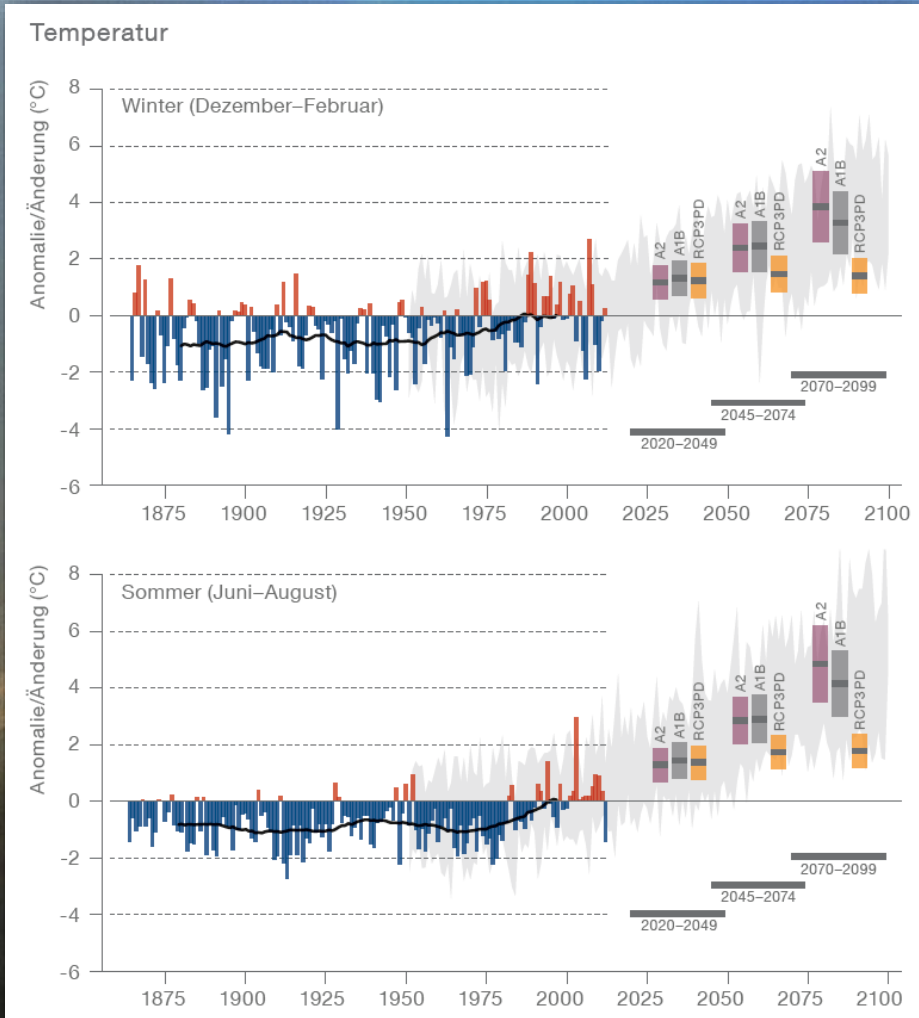 Temperatur
Anomalie/Änderung (°C)
Winter (Dezember–Februar)
8
6
4
2
0
-2
-4
-6
A2
A1B
RCP3PD
A2
A1B
RCP3PD
A2
A1B
RCP3PD
2070–2099
2045–2074
2020–2049
1875 1900 1925 1950 1975 2000 2025 2050 2075 2100
Anomalie/Änderung (°C)
Sommer (Juni–August)
8
6
4
2
0
-2
-4
-6
A2
A1B
RCP3PD
A2
A1B
RCP3PD
A2
A1B
RCP3PD
2070–2099
2045–2074
2020–2049
1875 1900 1925 1950 1975 2000 2025 2050 2075 2100